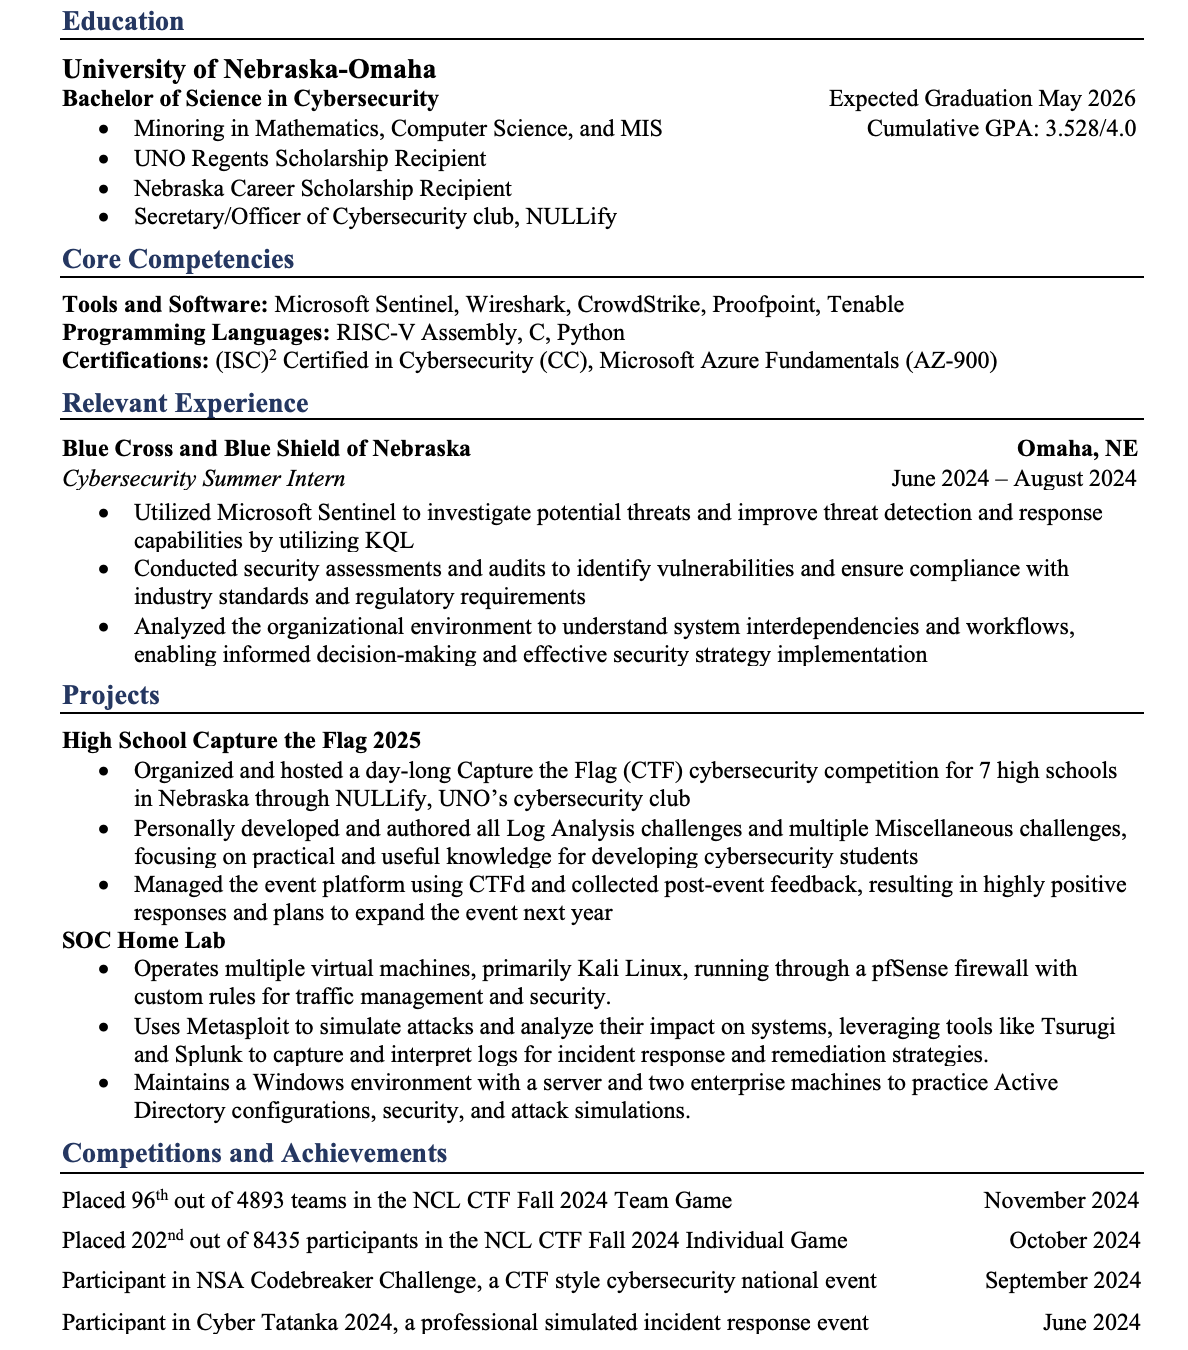 Education
University of Nebraska-Omaha
Bachelor of Science in Cybersecurity Expected Graduation May 2026
• Minoring in Mathematics, Computer Science, and MIS Cumulative GPA: 3.528/4.0
• UNO Regents Scholarship Recipient
• Nebraska Career Scholarship Recipient
• Secretary/Officer of Cybersecurity club, NULLify
Core Competencies
Tools and Software: Microsoft Sentinel, Wireshark, CrowdStrike, Proofpoint, Tenable
Programming Languages: RISC-V Assembly, C, Python
Certifications: (ISC)² Certified in Cybersecurity (CC), Microsoft Azure Fundamentals (AZ-900)
Relevant Experience
Blue Cross and Blue Shield of Nebraska Omaha, NE
Cybersecurity Summer Intern June 2024 – August 2024
• Utilized Microsoft Sentinel to investigate potential threats and improve threat detection and response
capabilities by utilizing KQL
• Conducted security assessments and audits to identify vulnerabilities and ensure compliance with
industry standards and regulatory requirements
• Analyzed the organizational environment to understand system interdependencies and workflows,
enabling informed decision-making and effective security strategy implementation
Projects
High School Capture the Flag 2025
• Organized and hosted a day-long Capture the Flag (CTF) cybersecurity competition for 7 high schools
in Nebraska through NULLify, UNO’s cybersecurity club
• Personally developed and authored all Log Analysis challenges and multiple Miscellaneous challenges,
focusing on practical and useful knowledge for developing cybersecurity students
• Managed the event platform using CTFd and collected post-event feedback, resulting in highly positive
responses and plans to expand the event next year
SOC Home Lab
• Operates multiple virtual machines, primarily Kali Linux, running through a pfSense firewall with
custom rules for traffic management and security.
• Uses Metasploit to simulate attacks and analyze their impact on systems, leveraging tools like Tsurugi
and Splunk to capture and interpret logs for incident response and remediation strategies.
• Maintains a Windows environment with a server and two enterprise machines to practice Active
Directory configurations, security, and attack simulations.
Competitions and Achievements
Placed 96th out of 4893 teams in the NCL CTF Fall 2024 Team Game November 2024
Placed 202nd out of 8435 participants in the NCL CTF Fall 2024 Individual Game October 2024
Participant in NSA Codebreaker Challenge, a CTF style cybersecurity national event September 2024
Participant in Cyber Tatanka 2024, a professional simulated incident response event June 2024